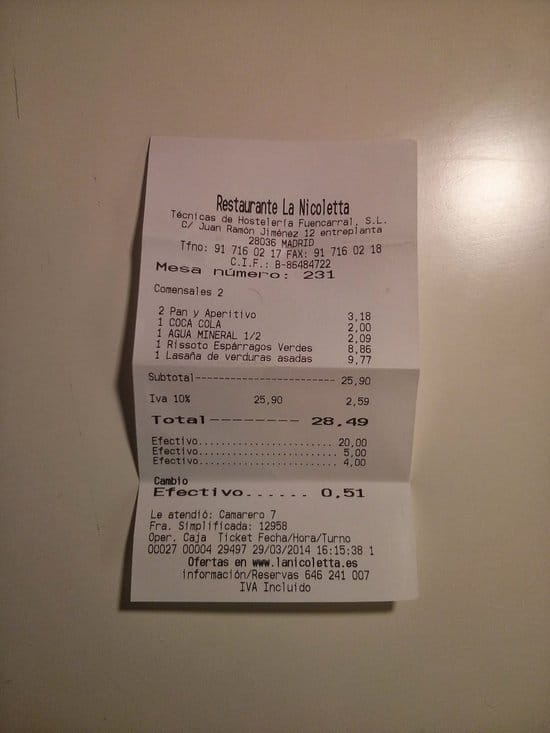 Restaurante La Nicoletta
Técnicas de Hostelería Fuencarral, S.L.
C/ Juan Ramón Jiménez 12 entreplanta
28036 MADRID
Tfno: 91 716 02 17 FAX: 91 716 02 18
C.I.F.: B-86484722
Mesa número: 231
Comensales 2
2 Pan y Aperitivo 3,18
1 COCA COLA 2,00
1 AGUA MINERAL 1/2 2,09
1 Rissoto Espárragos Verdes 8,86
1 Lasaña de verduras asadas 9,77
Subtotal-------------------- 25,90
Iva 10% 25,90 2,59
Total-------- 28,49
Efectivo....................... 20,00
Efectivo....................... 5,00
Efectivo....................... 4,00
Cambio
Efectivo...... 0,51
Le atendió: Camarero 7
Fra. Simplificada: 12958
Oper. Caja Ticket Fecha/Hora/Turno
00027 00004 29497 29/03/2014 16:15:38 1
Ofertas en www.lanicoletta.es
información/Reservas 646 241 007
IVA Incluido